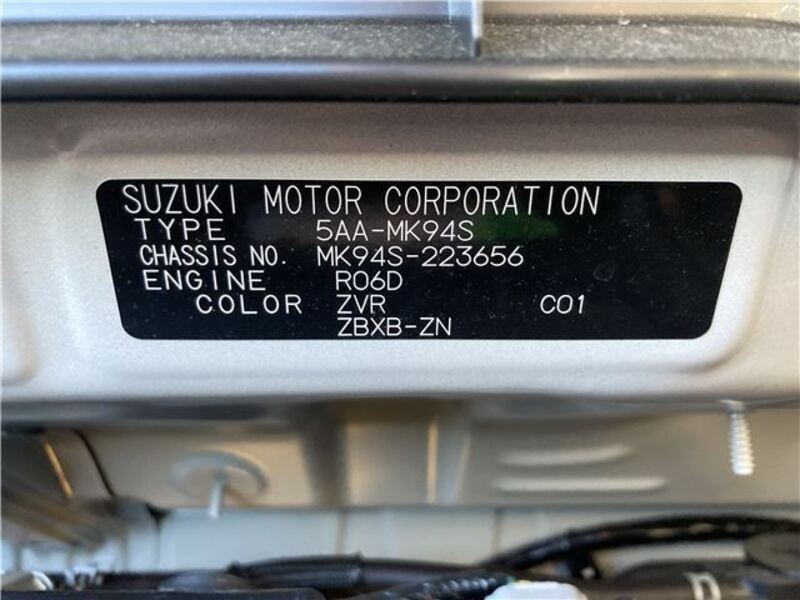 SUZUKI MOTOR CORPORATION
TYPE 5AA-MK94S
CHASSIS NO. MK94S-223656
ENGINE R06D
COLOR ZVR C01
ZBXB-ZN